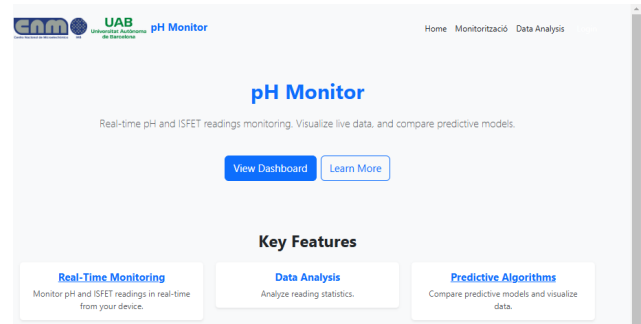 cnm UAB pH Monitor Home Monitorització Data Analysis
Universitat Autònoma
de Barcelona
pH Monitor
Real-time pH and ISFET readings monitoring. Visualize live data, and compare predictive models.
View Dashboard Learn More
Key Features
Real-Time Monitoring Data Analysis Predictive Algorithms
Monitor pH and ISFET readings in real-time Analyze reading statistics. Compare predictive models and visualize
from your device. data.